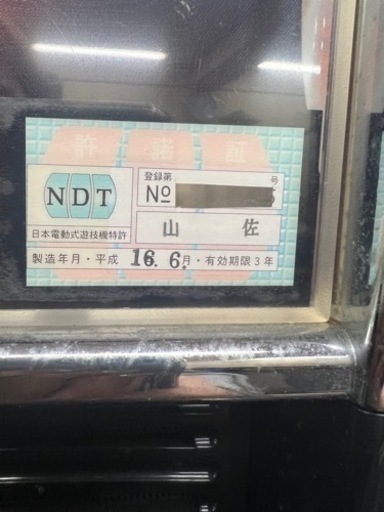 許諾証
NDT
日本電動式遊技機特許
登録第 号
No
山佐
製造年月・平成 16. 6. 月・有効期限3年